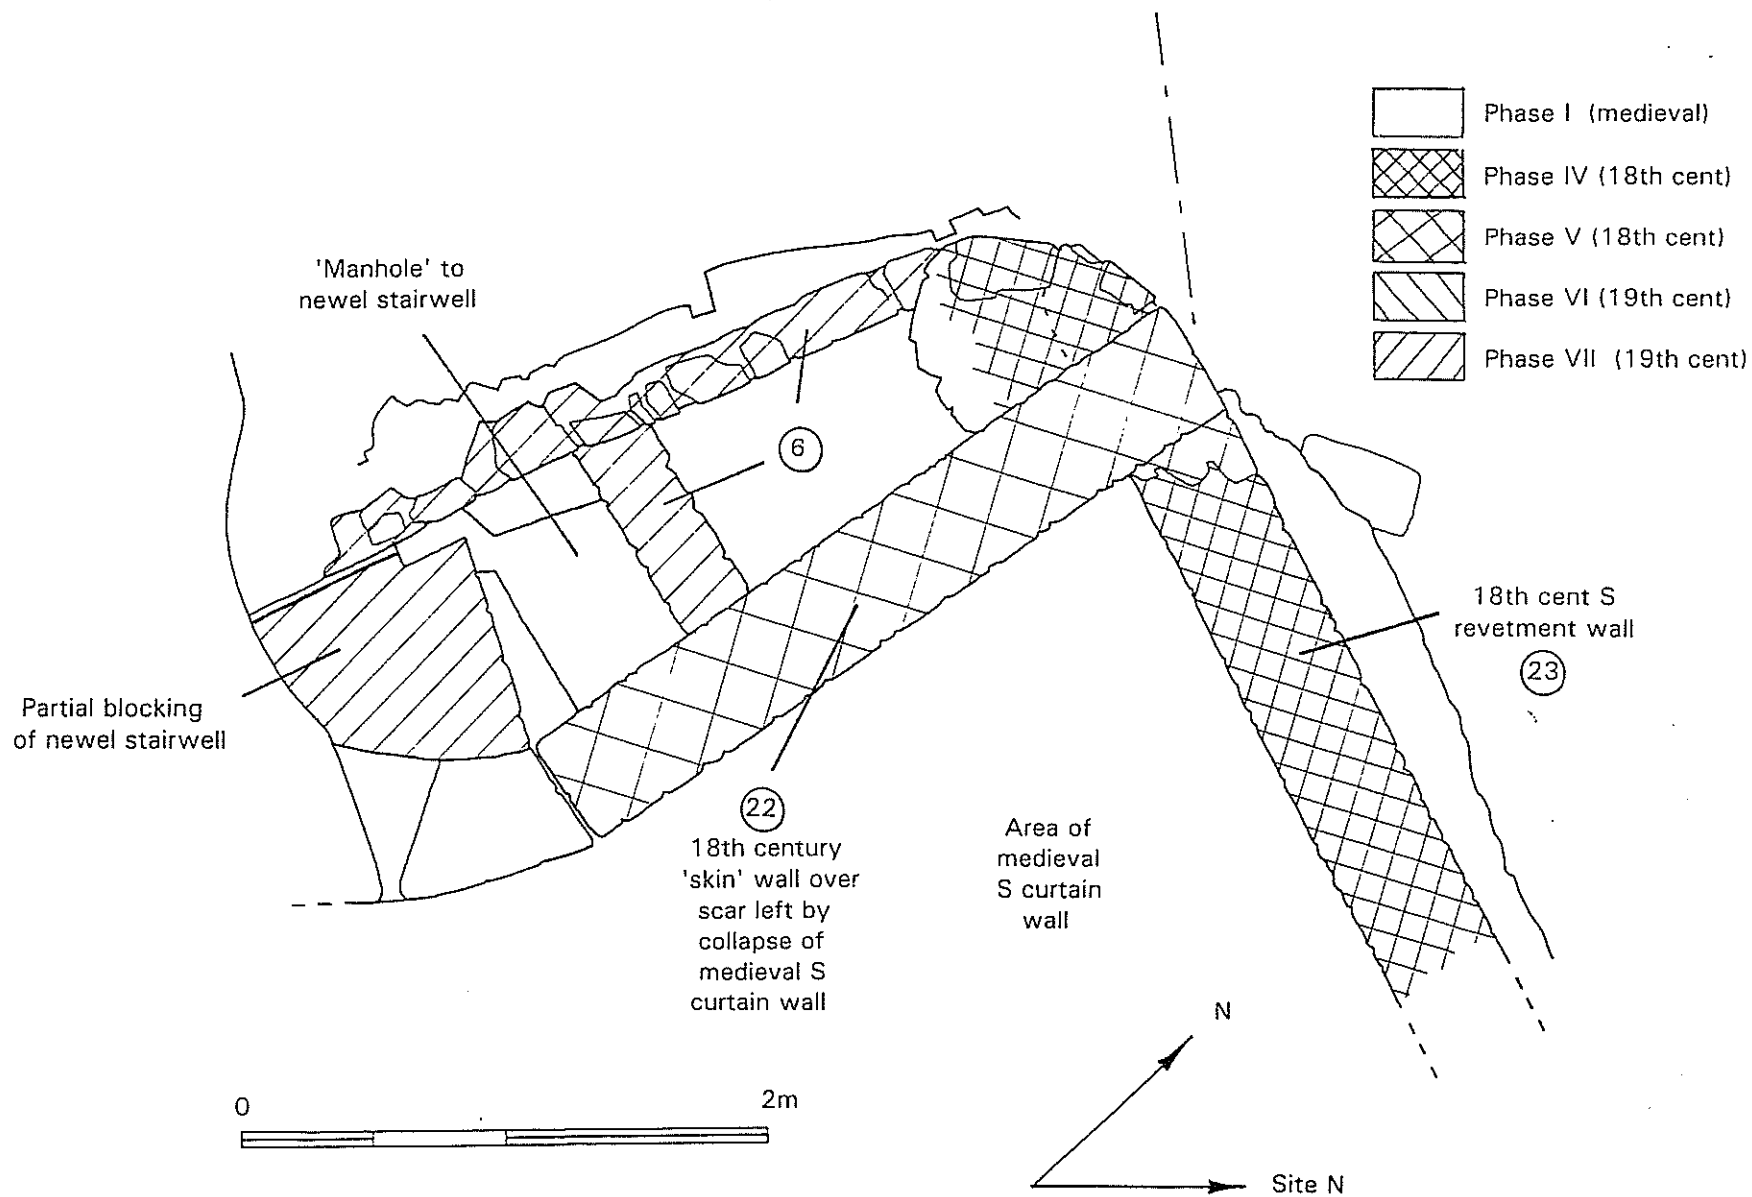 Phase I (medieval)
Phase IV (18th cent)
Phase V (18th cent)
Phase VI (19th cent)
Phase VII (19th cent)
'Manhole' to
newel stairwell
6
18th cent S
revetment wall
23
Partial blocking
of newel stairwell
22
18th century
'skin' wall over
scar left by
collapse of
medieval S
curtain wall
Area of
medieval
S curtain
wall
N
Site N
0 2m